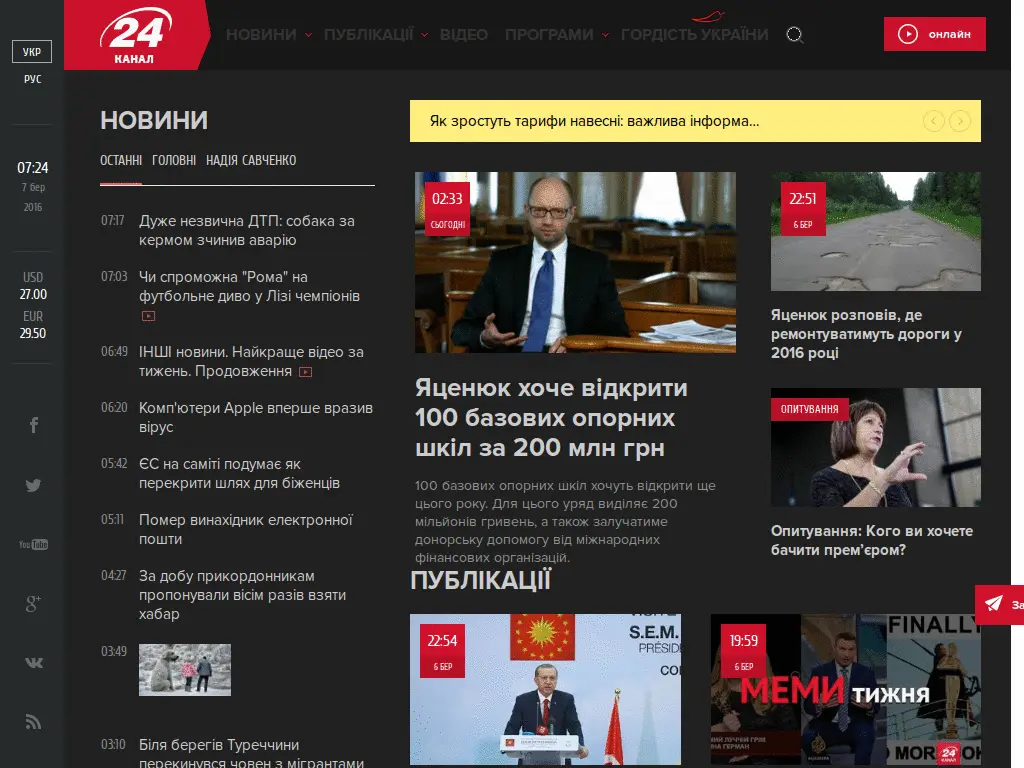 УКР
РУС
07:24
7 бер
2016
USD
27.00
EUR
29.50
You Tube
24
КАНАЛ
НОВИНИ
ПУБЛІКАЦІЇ
ВІДЕО
ПРОГРАМИ
ГОРДІСТЬ УКРАЇНИ
онлайн
НОВИНИ
ОСТАННІ ГОЛОВНІ НАДІЯ САВЧЕНКО
07:17 Дуже незвична ДТП: собака за
кермом зчинив аварію
07:03 Чи спроможна "Рома" на
футбольне диво у Лізі чемпіонів
06:49 ІНШІ новини. Найкраще відео за
тижень. Продовження
06:20 Комп'ютери Apple вперше вразив
вірус
05:42 ЄС на саміті подумає як
перекрити шлях для біженців
05:11 Помер винахідник електронної
пошти
04:27 За добу прикордонникам
пропонували вісім разів взяти
хабар
03:49
03:10 Біля берегів Туреччини
перекинувся човен з мігрантами
Як зростуть тарифи навесні: важлива інформа...
02:33
СЬОГОДНІ
Яценюк хоче відкрити
100 базових опорних
шкіл за 200 млн грн
100 базових опорних шкіл хочуть відкрити ще
цього року. Для цього уряд виділяє 200
мільйонів гривень, а також залучатиме
донорську допомогу від міжнародних
фінансових організацій.
22:51
6 БЕР
Яценюк розповів, де
ремонтуватимуть дороги у
2016 році
ОПИТУВАННЯ
Опитування: Кого ви хочете
бачити прем’єром?
За
ПУБЛІКАЦІЇ
22:54
6 БЕР
S.E.M.
PRÉSID
CO
19:59
6 БЕР
FINALLY
МЕМИ тижня
24
КАНАЛ